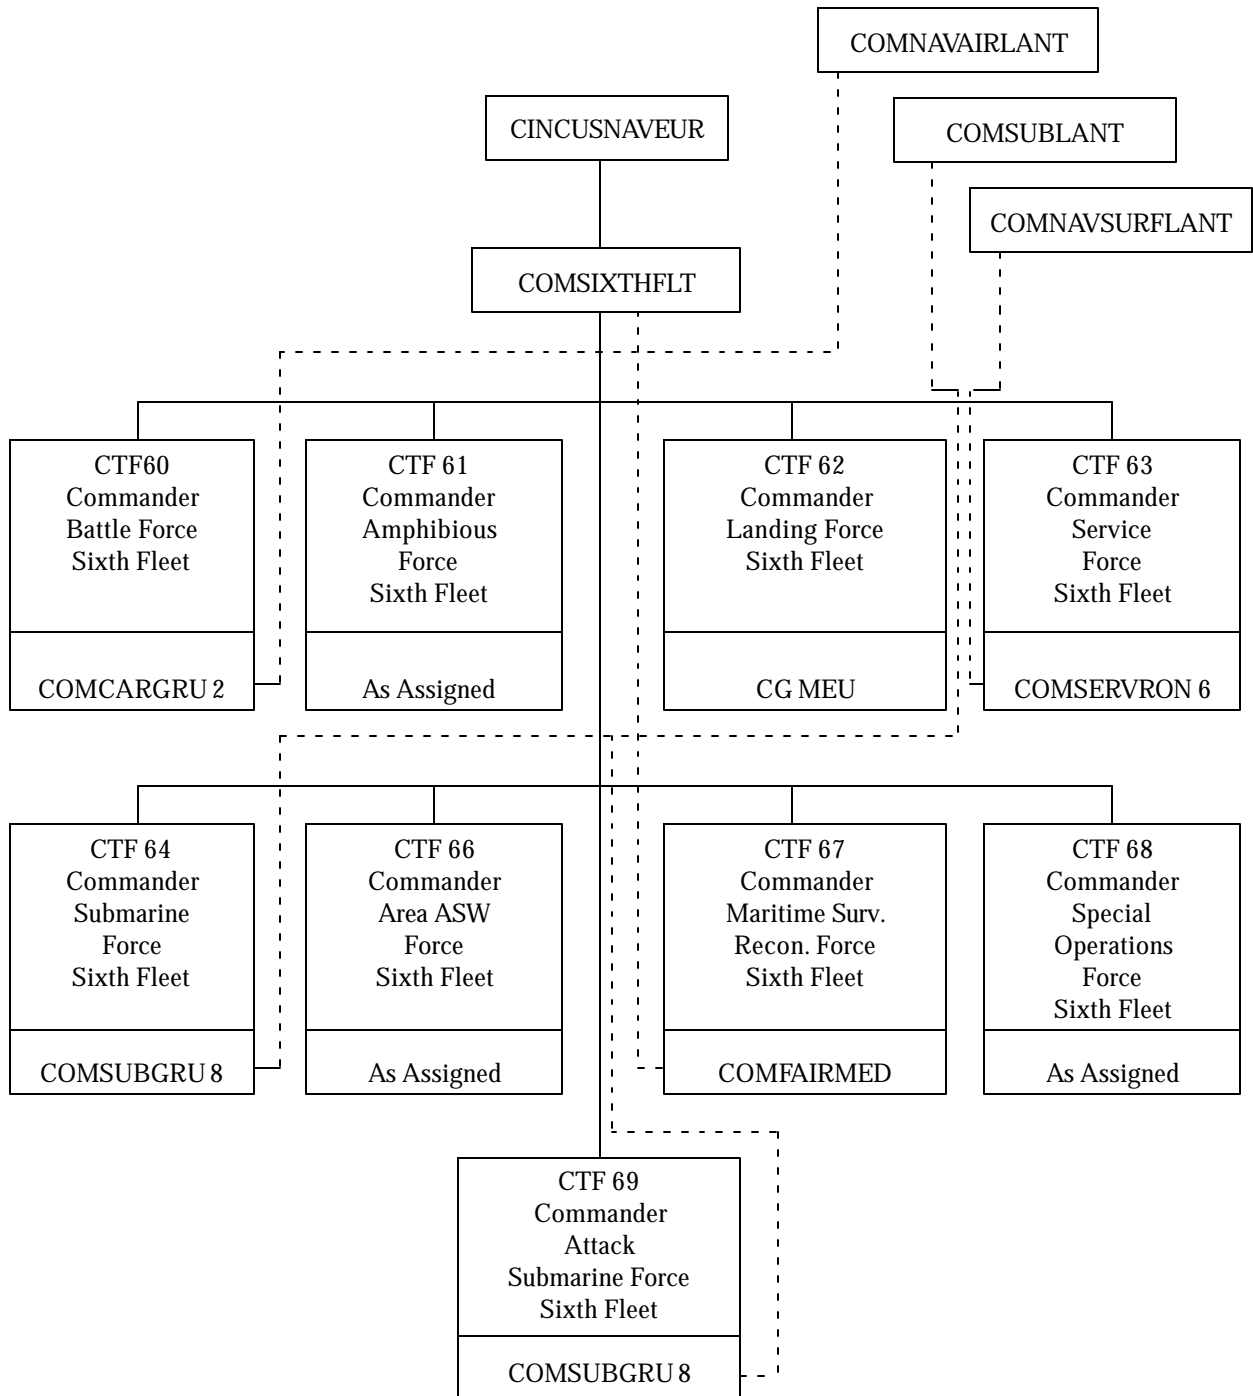 COMNAVAIRLANT
CINCUSNAVEUR
COMSUBLANT
COMNAVSURFLANT
COMSIXTHFLT
CTF60
Commander
Battle Force
Sixth Fleet
COMCARGRU 2
CTF 61
Commander
Amphibious
Force
Sixth Fleet
As Assigned
CTF 62
Commander
Landing Force
Sixth Fleet
CG MEU
CTF 63
Commander
Service
Force
Sixth Fleet
COMSERVRON 6
CTF 64
Commander
Submarine
Force
Sixth Fleet
COMSUBGRU 8
CTF 66
Commander
Area ASW
Force
Sixth Fleet
As Assigned
CTF 67
Commander
Maritime Surv.
Recon. Force
Sixth Fleet
COMFAIRMED
CTF 68
Commander
Special
Operations
Force
Sixth Fleet
As Assigned
CTF 69
Commander
Attack
Submarine Force
Sixth Fleet
COMSUBGRU 8